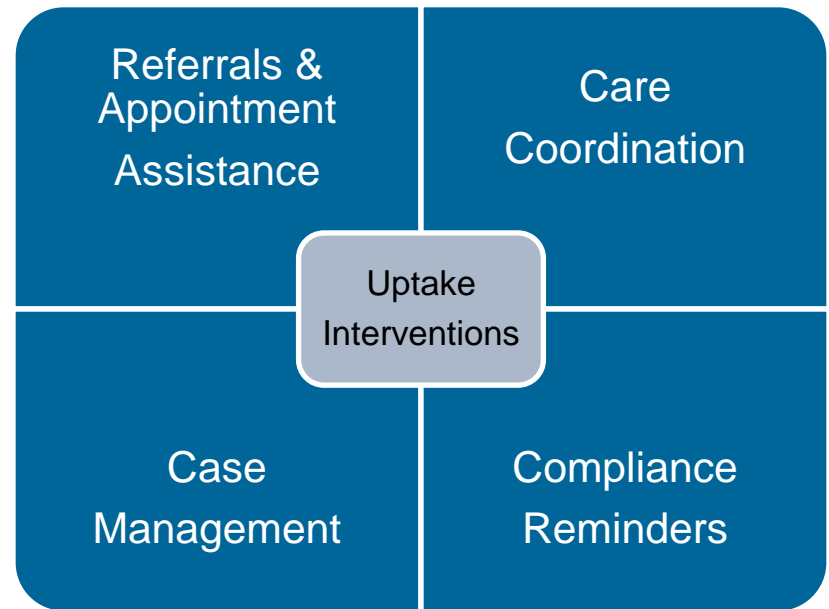 Referrals &
Appointment
Assistance
Care
Coordination
Uptake
Interventions
Case
Management
Compliance
Reminders